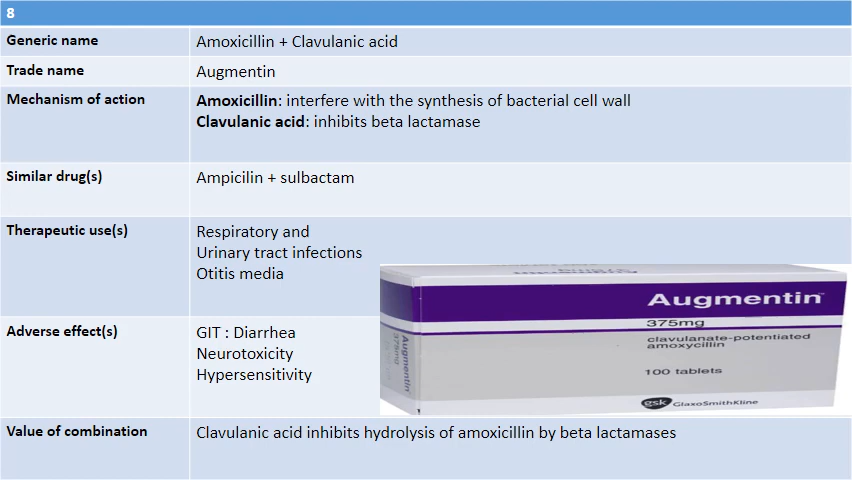 8
Generic name
Amoxicillin + Clavulanic acid
Trade name
Augmentin
Mechanism of action
Amoxicillin: interfere with the synthesis of bacterial cell wall
Clavulanic acid: inhibits beta lactamase
Similar drug(s)
Ampicilin + sulbactam
Therapeutic use(s)
Respiratory and
Urinary tract infections
Otitis media
Adverse effect(s)
GIT : Diarrhea
Neurotoxicity
Hypersensitivity
Augmentin™
375mg
clavulanate-potentiated
amoxycillin
100 tablets
gsk GlaxoSmithKline
Augmentin
375mg
Value of combination
Clavulanic acid inhibits hydrolysis of amoxicillin by beta lactamases